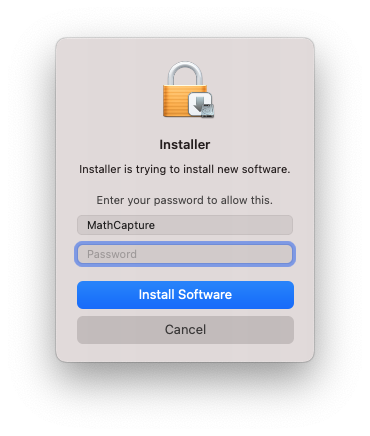 Installer
Installer is trying to install new software.
Enter your password to allow this.
MathCapture
Password
Install Software
Cancel